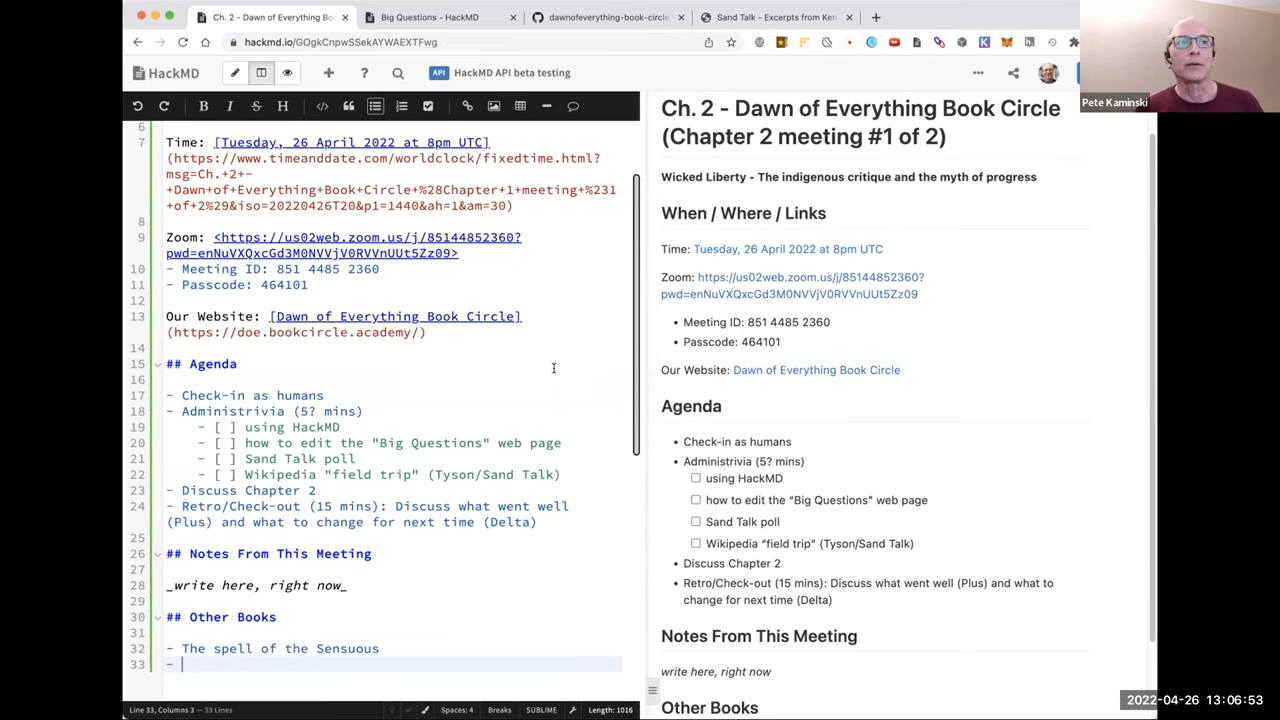 Ch. 2 - Dawn of Everything Bo
Big Questions - HackMD
dawnofeverything-book-circle
Sand Talk - Excerpts from Ken
hackmd.io/GOgkCnpwSSekAYWAEXTFwg
HackMD
API HackMD API beta testing
Pete Kaminski
B I S H
6
7 Time: [Tuesday, 26 April 2022 at 8pm UTC]
(https://www.timeanddate.com/worldclock/fixedtime.html?
msg=Ch.+2+-
+Dawn+of+Everything+Book+Circle+%28Chapter+1+meeting+%231
+of+2%29&iso=20220426T20&p1=1440&ah=1&am=30)
8
9 Zoom: <https://us02web.zoom.us/j/85144852360?
pwd=enNuVXQxcGd3M0NVVjV0RVVnUUt5Zz09>
10 - Meeting ID: 851 4485 2360
11 - Passcode: 464101
12
13 Our Website: [Dawn of Everything Book Circle]
(https://doe.bookcircle.academy/)
14
15 ## Agenda
16
17 - Check-in as humans
18 - Administrivia (5? mins)
19 - [ ] using HackMD
20 - [ ] how to edit the "Big Questions" web page
21 - [ ] Sand Talk poll
22 - [ ] Wikipedia "field trip" (Tyson/Sand Talk)
23 - Discuss Chapter 2
24 - Retro/Check-out (15 mins): Discuss what went well
(Plus) and what to change for next time (Delta)
25
26 ## Notes From This Meeting
27
28 _write here, right now_
29
30 ## Other Books
31
32 - The spell of the Sensuous
33 -
Line 33, Columns 3 — 33 Lines
Spaces: 4
Breaks
SUBLIME
Length: 1016
Ch. 2 - Dawn of Everything Book Circle
(Chapter 2 meeting #1 of 2)
Wicked Liberty - The indigenous critique and the myth of progress
When / Where / Links
Time: Tuesday, 26 April 2022 at 8pm UTC
Zoom: https://us02web.zoom.us/j/85144852360?
pwd=enNuVXQxcGd3M0NVVjV0RVVnUUt5Zz09
• Meeting ID: 851 4485 2360
• Passcode: 464101
Our Website: Dawn of Everything Book Circle
Agenda
• Check-in as humans
• Administrivia (5? mins)
using HackMD
how to edit the “Big Questions” web page
Sand Talk poll
Wikipedia “field trip” (Tyson/Sand Talk)
• Discuss Chapter 2
• Retro/Check-out (15 mins): Discuss what went well (Plus) and what to
change for next time (Delta)
Notes From This Meeting
write here, right now
Other Books
2022-04-26 13:06:53